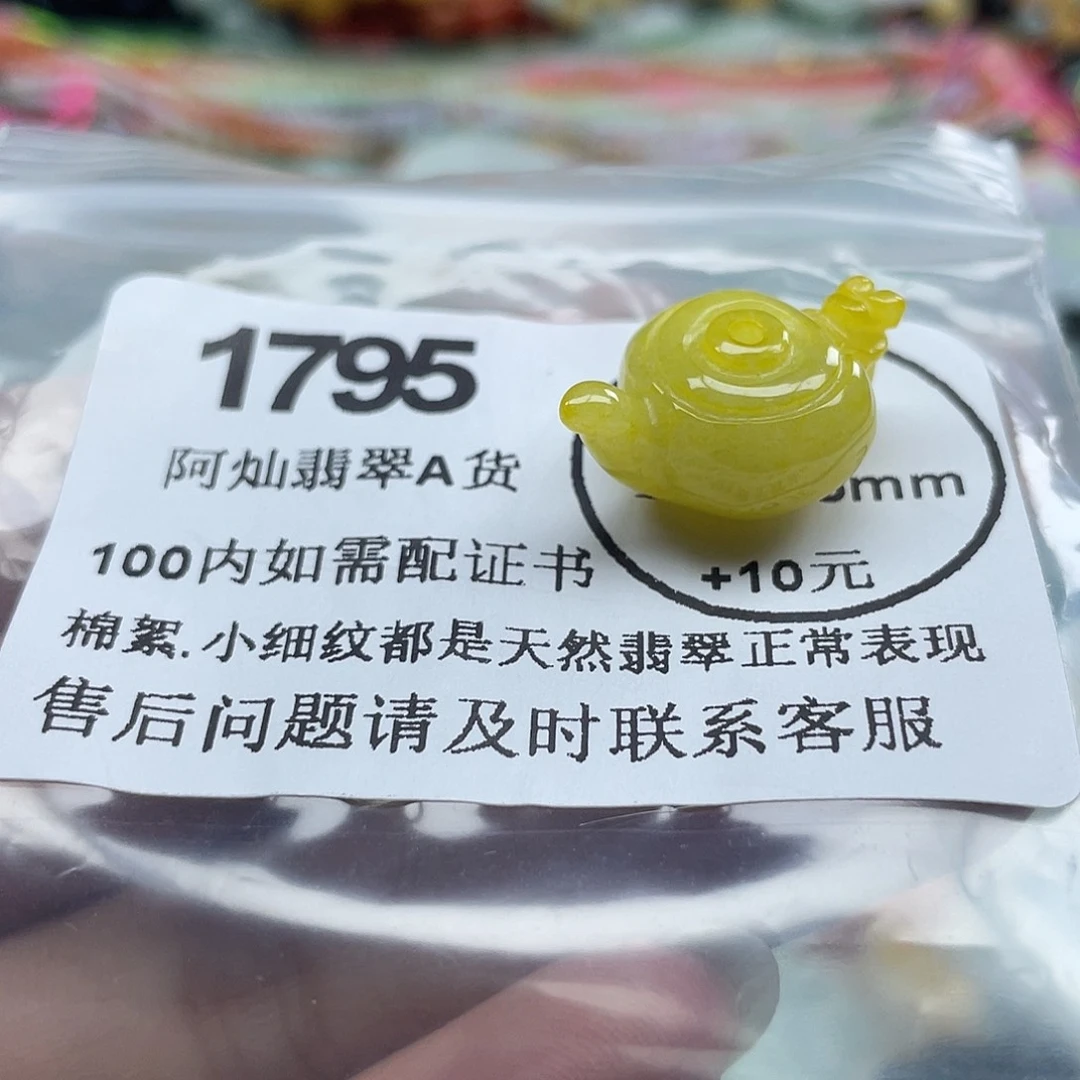 1795
阿灿翡翠A货
mm
100内如需配证书
+10元
棉絮.小细纹都是天然翡翠正常表现
售后问题请及时联系客服